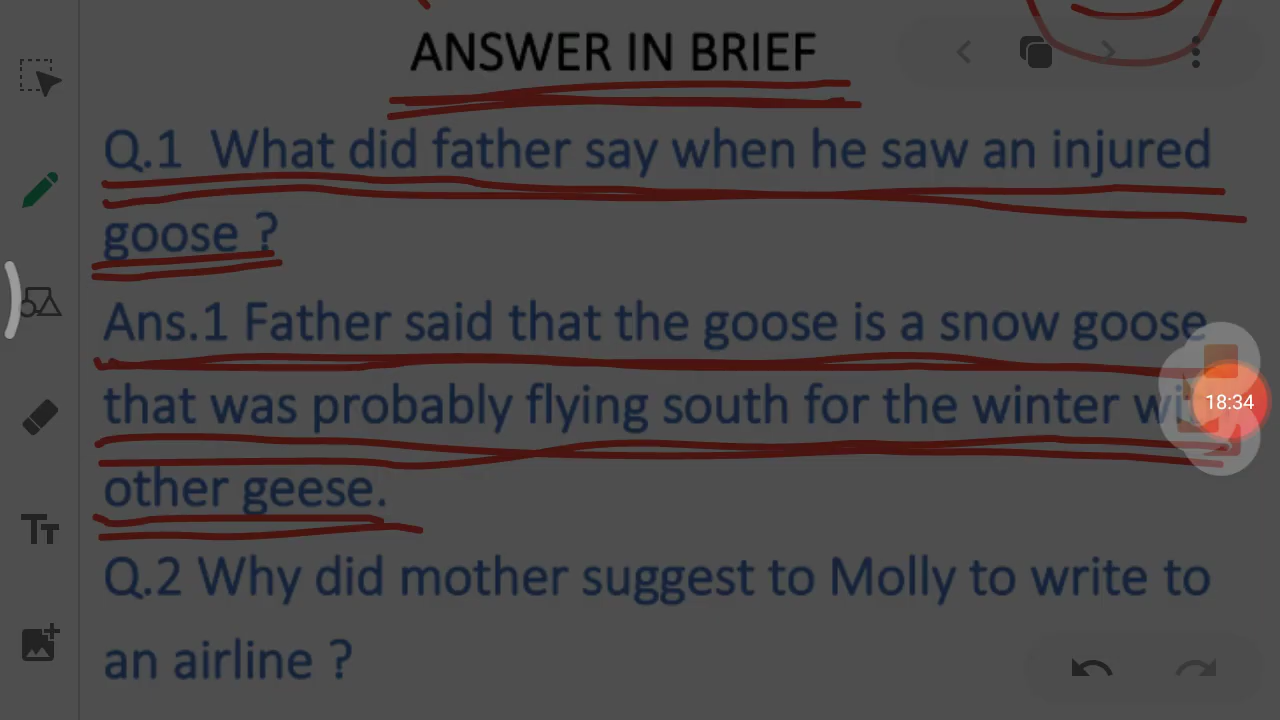 ANSWER IN BRIEF
Q.1 What did father say when he saw an injured
goose ?
Ans.1 Father said that the goose is a snow goose
that was probably flying south for the winter
other geese.
Q.2 Why did mother suggest to Molly to write to
an airline ?
18:34
TT